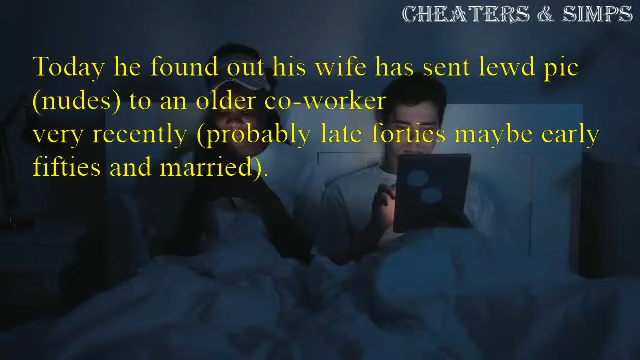 CHEATERS & SIMPS
Today he found out his wife has sent lewd pic
(nudes) to an older co-worker
very recently (probably late forties maybe early
fifties and married).